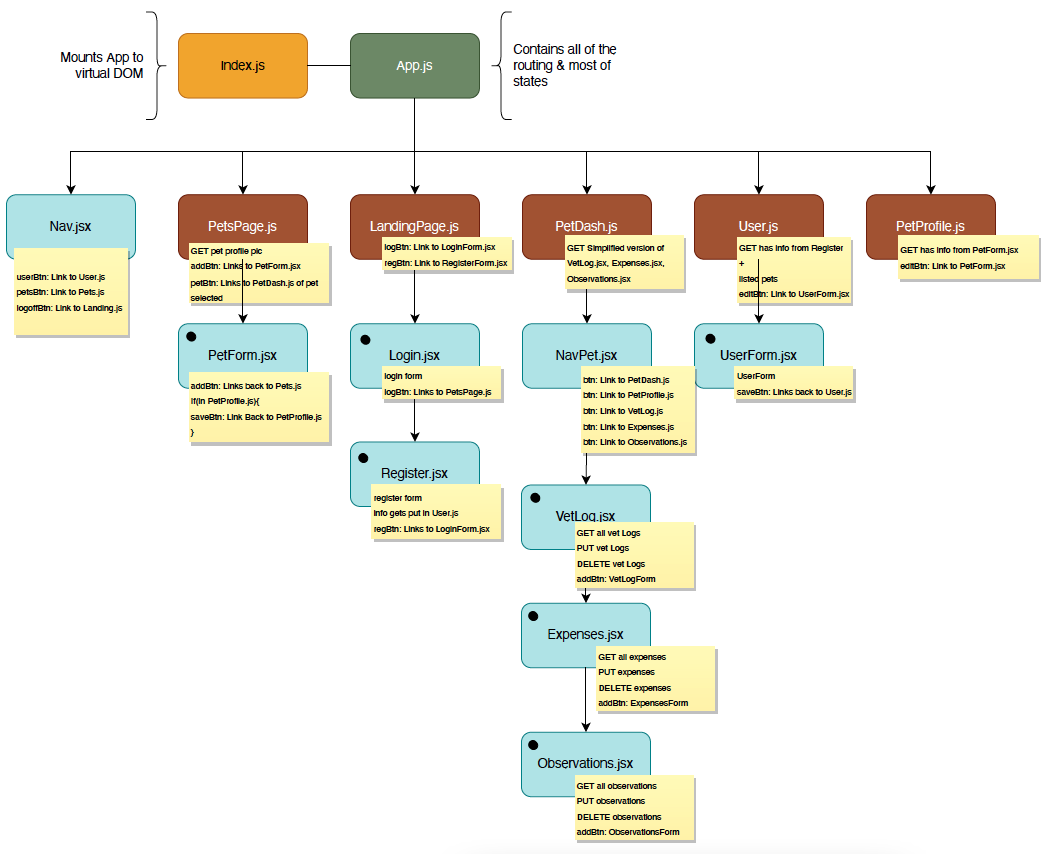 Mounts App to
virtual DOM
Index.js
App.js
Contains all of the
routing & most of
states
Nav.jsx
userBtn: Link to User.js
petsBtn: Link to Pets.js
logoffBtn: Link to Landing.js
PetsPage.js
GET pet profile pic
addBtn: Links to PetForm.jsx
petBtn: Links to PetDash.js of pet
selected
LandingPage.js
logBtn: Link to LoginForm.jsx
regBtn: Link to RegisterForm.jsx
PetDash.js
GET Simplified version of
VetLog.jsx, Expenses.jsx,
Observations.jsx
User.js
GET has info from Register
+
listed pets
editBtn: Link to UserForm.jsx
PetProfile.js
GET has info from PetForm.jsx
editBtn: Link to PetForm.jsx
PetForm.jsx
addBtn: Links back to Pets.js
if(in PetProfile.js){
saveBtn: Link Back to PetProfile.js
}
Login.jsx
login form
logBtn: Links to PetsPage.js
NavPet.jsx
btn: Link to PetDash.js
btn: Link to PetProfile.js
btn: Link to VetLog.js
btn: Link to Expenses.js
btn: Link to Observations.js
UserForm.jsx
UserForm
saveBtn: Links back to User.js
Register.jsx
register form
info gets put in User.js
regBtn: Links to LoginForm.jsx
VetLog.jsx
GET all vet Logs
PUT vet Logs
DELETE vet Logs
addBtn: VetLogForm
Expenses.jsx
GET all expenses
PUT expenses
DELETE expenses
addBtn: ExpensesForm
Observations.jsx
GET all observations
PUT observations
DELETE observations
addBtn: ObservationsForm